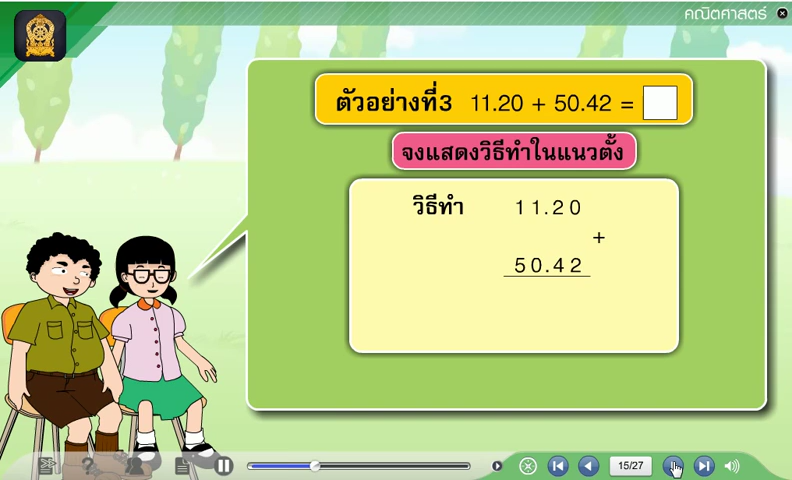 คณิตศาสตร์
ตัวอย่างที่3 11.20 + 50.42 =
จงแสดงวิธีทำในแนวตั้ง
วิธีทำ 11.20
+
50.42
15/27